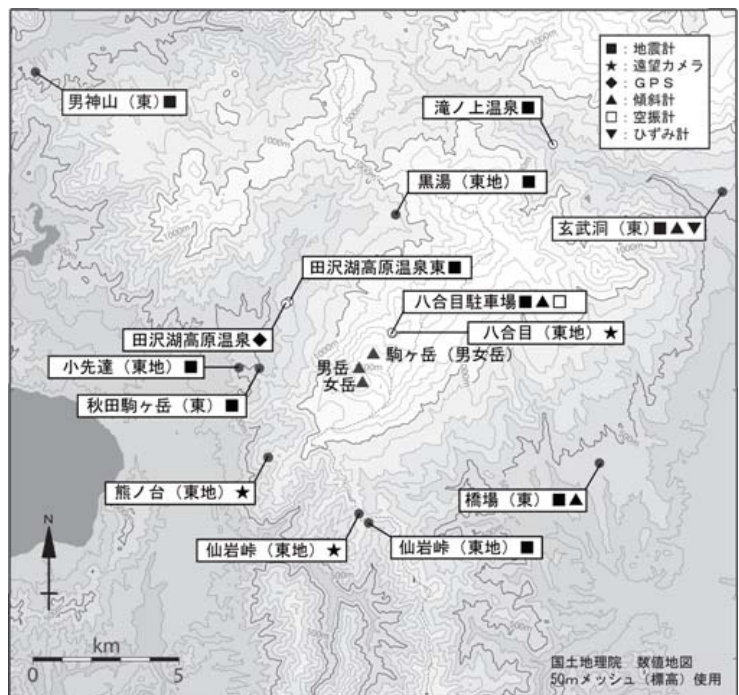 ■：地震計
★：遠望カメラ
◆：ＧＰＳ
▲：傾斜計
□：空振計
▼：ひずみ計
男神山（東）■
滝ノ上温泉■
黒湯（東地）■
玄武洞（東）■▲▼
田沢湖高原温泉東■
八合目駐車場■▲□
田沢湖高原温泉◆
八合目（東地）★
駒ヶ岳（男女岳）
小先達（東地）■
男岳
女岳
秋田駒ヶ岳（東）■
熊ノ台（東地）★
橋場（東）■▲
仙岩峠（東地）★
仙岩峠（東地）■
N
km
0 5
国土地理院 数値地図
50mメッシュ（標高）使用
1000m
1000m
1000m
1000m
1000m
1000m